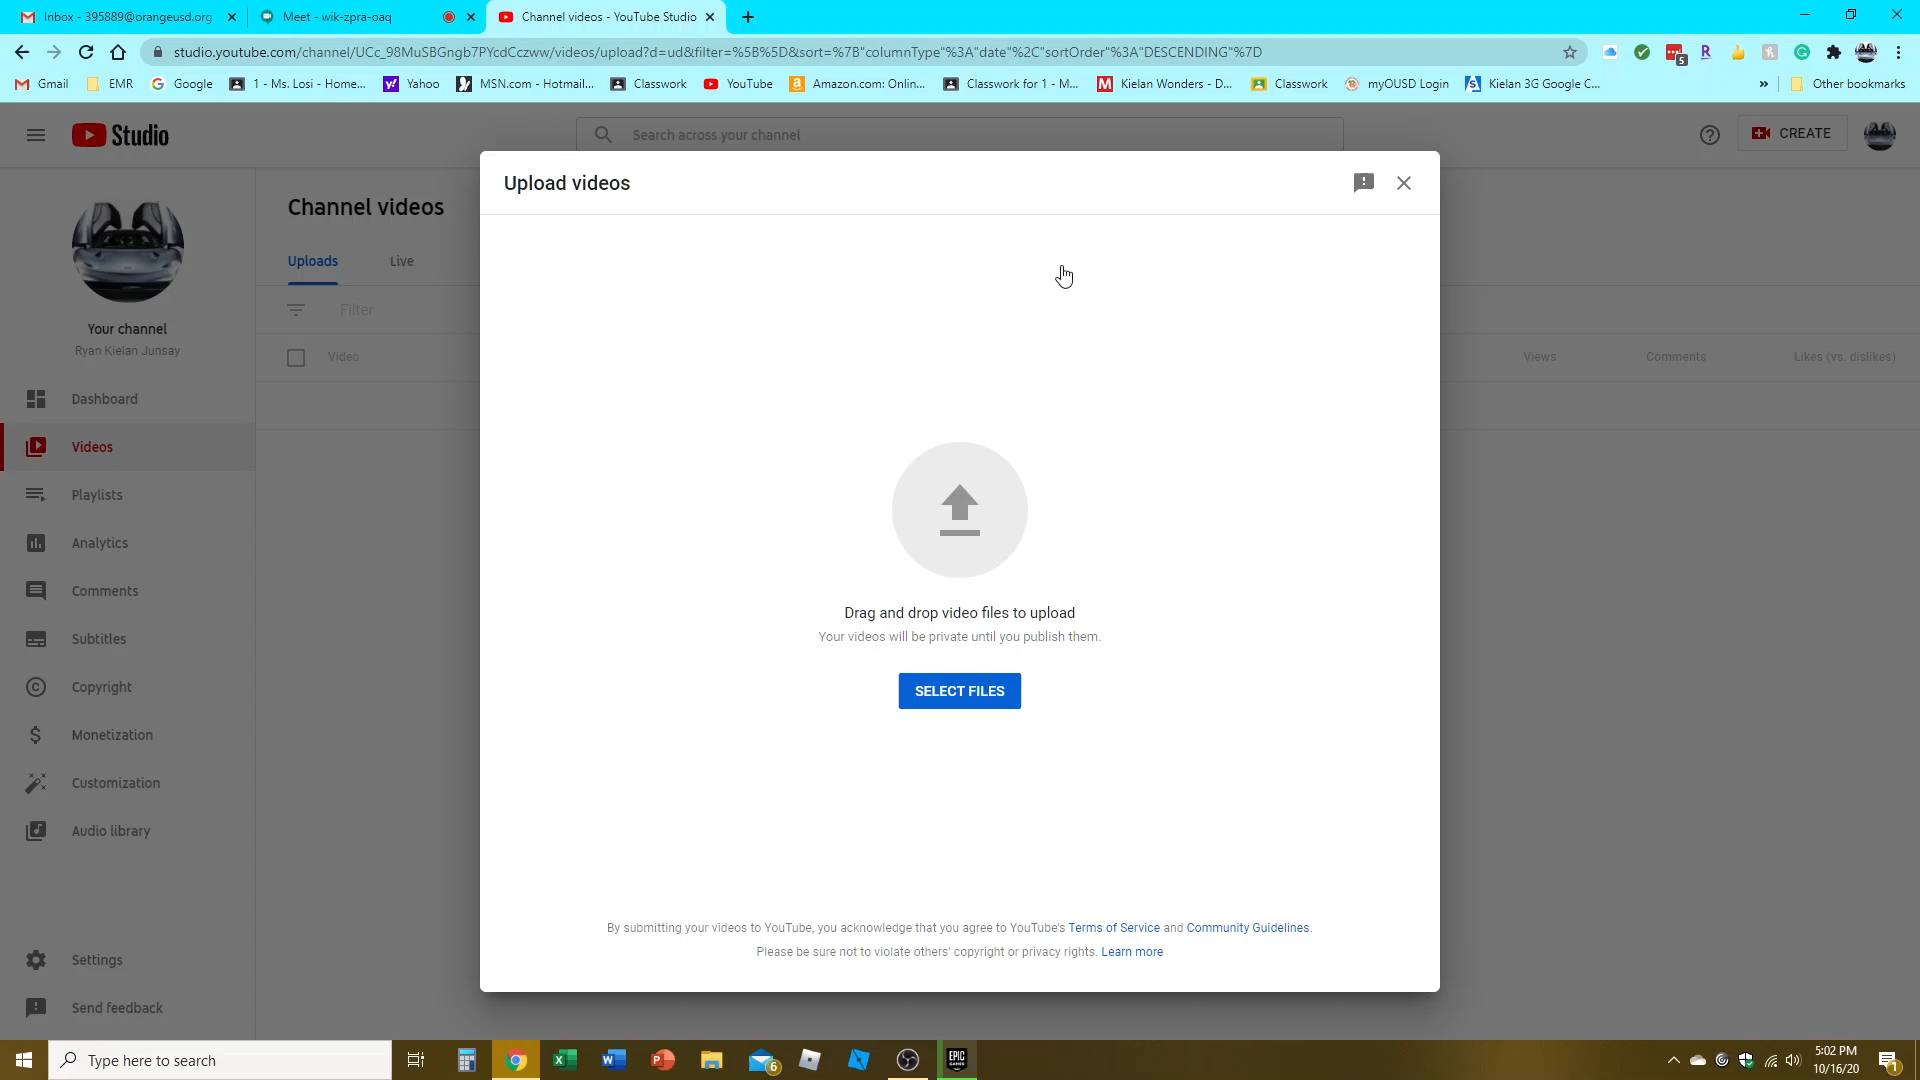 Inbox - 395889@orangeusd.org
Meet - wik-zpra-oaq
Channel videos - YouTube Studio
studio.youtube.com/channel/UCc_98MuSBGngb7PYcdCczww/videos/upload?d=ud&filter=%5B%5D&sort=%7B"columnType"%3A"date"%2C"sortOrder"%3A"DESCENDING"%7D
5
R
Gmail
EMR
Google
1 - Ms. Losi - Home...
Yahoo
MSN.com - Hotmail...
Classwork
YouTube
Amazon.com: Onlin...
Classwork for 1 - M...
Kielan Wonders - D...
Classwork
myOUSD Login
Kielan 3G Google C...
»
Other bookmarks
Studio
Search across your channel
CREATE
Upload videos
Channel videos
Uploads
Live
Filter
Your channel
Ryan Kielan Junsay
Video
Views
Comments
Likes (vs. dislikes)
Dashboard
Videos
Playlists
Analytics
Comments
Subtitles
Copyright
Monetization
Customization
Audio library
Settings
Send feedback
Drag and drop video files to upload
Your videos will be private until you publish them.
SELECT FILES
By submitting your videos to YouTube, you acknowledge that you agree to YouTube's Terms of Service and Community Guidelines.
Please be sure not to violate others' copyright or privacy rights. Learn more
Type here to search
6
EPIC GAMES
5:02 PM
10/16/20
1